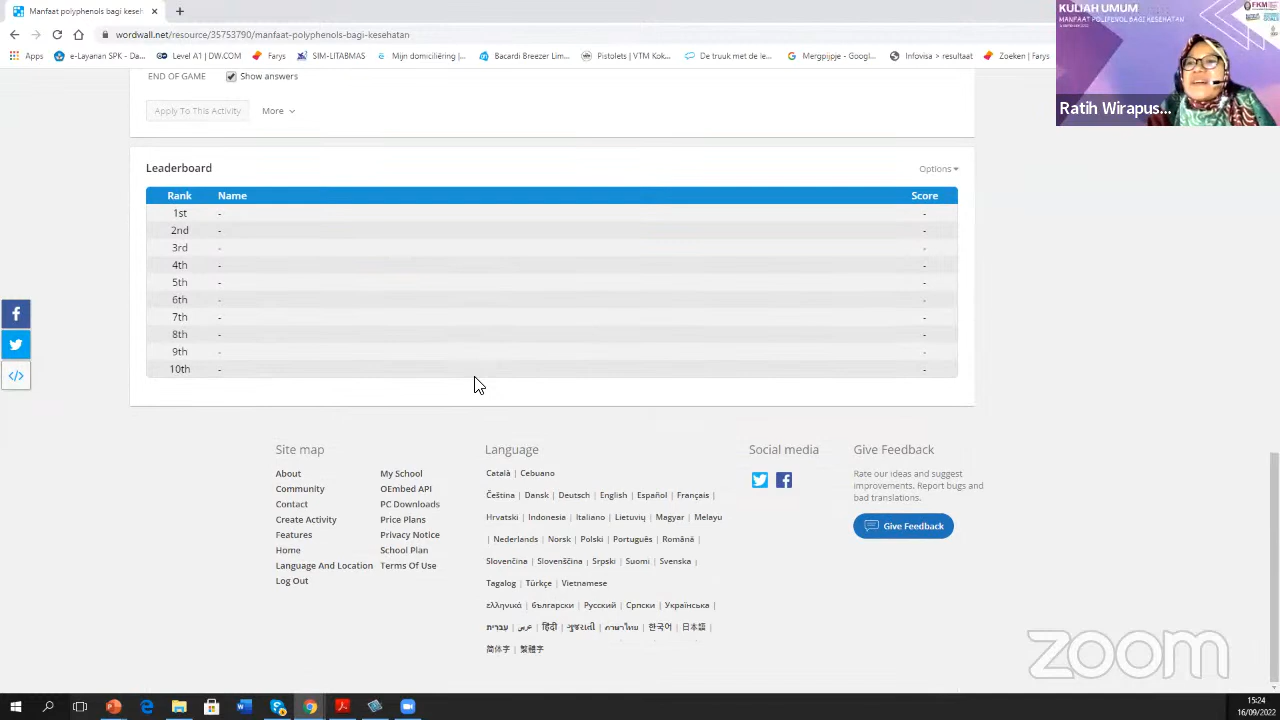 Manfaat polyphenols bagi keseh
wordwall.net/resource/35753790/manfaat-polyphenols-bagi-kesehatan
Apps
e-Layanan SPK - Da...
Level A1 | DW.COM
Farus
SIM-LITABMAS
Mijn domiciliëring |...
Bacardi Breezer Lim...
Pistolets | VTM Kok...
De truuk met de le...
Mergpijpje - Googl...
Infovisa > resultaat
Zoeken | Farys
KULIAH UMUM
MANFAAT POLIFENOL BAGI KESEHATAN
FKM
Ratih Wirapus...
END OF GAME
Show answers
Apply To This Activity
More
Leaderboard
Options
Rank Name Score
1st - -
2nd - -
3rd - -
4th - -
5th - -
6th - -
7th - -
8th - -
9th - -
10th - -
Site map
About
Community
Contact
Create Activity
Features
Home
Language And Location
Log Out
My School
OEmbed API
PC Downloads
Price Plans
Privacy Notice
School Plan
Terms Of Use
Language
Català | Cebuano
Čeština | Dansk | Deutsch | English | Español | Français |
Hrvatski | Indonesia | Italiano | Lietuvių | Magyar | Melayu
| Nederlands | Norsk | Polski | Português | Română |
Slovenčina | Slovenščina | Srpski | Suomi | Svenska |
Tagalog | Türkçe | Vietnamese
ελληνικά | български | Русский | Српски | Українська |
עברית | عربى | हिंदी | ગુજરાતી | ภาษาไทย | 한국어 | 日本語 |
简体字 | 繁體字
Social media
Give Feedback
Rate our ideas and suggest
improvements. Report bugs and
bad translations.
Give Feedback
zoom
15:24
16/09/2022